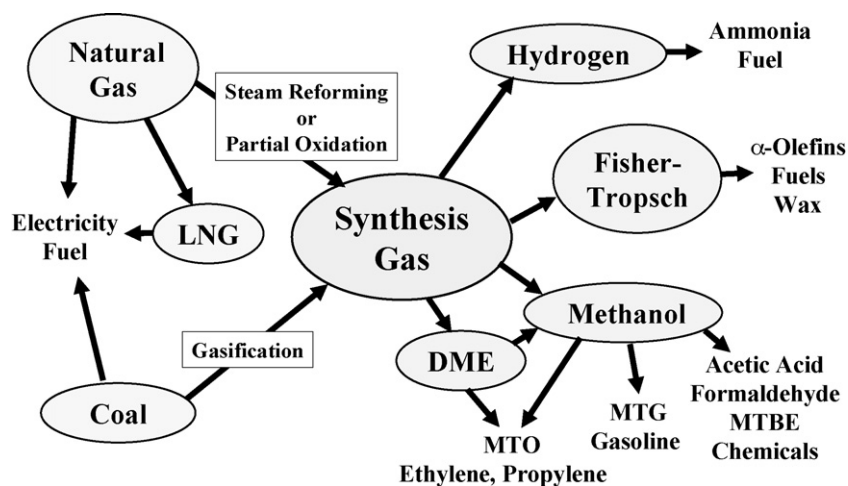 Natural
Gas
Steam Reforming
or
Partial Oxidation
Hydrogen
Ammonia
Fuel
Fisher-
Tropsch
α-Olefins
Fuels
Wax
Electricity
Fuel
LNG
Synthesis
Gas
Gasification
Coal
DME
Methanol
MTO
Ethylene, Propylene
MTG
Gasoline
Acetic Acid
Formaldehyde
MTBE
Chemicals